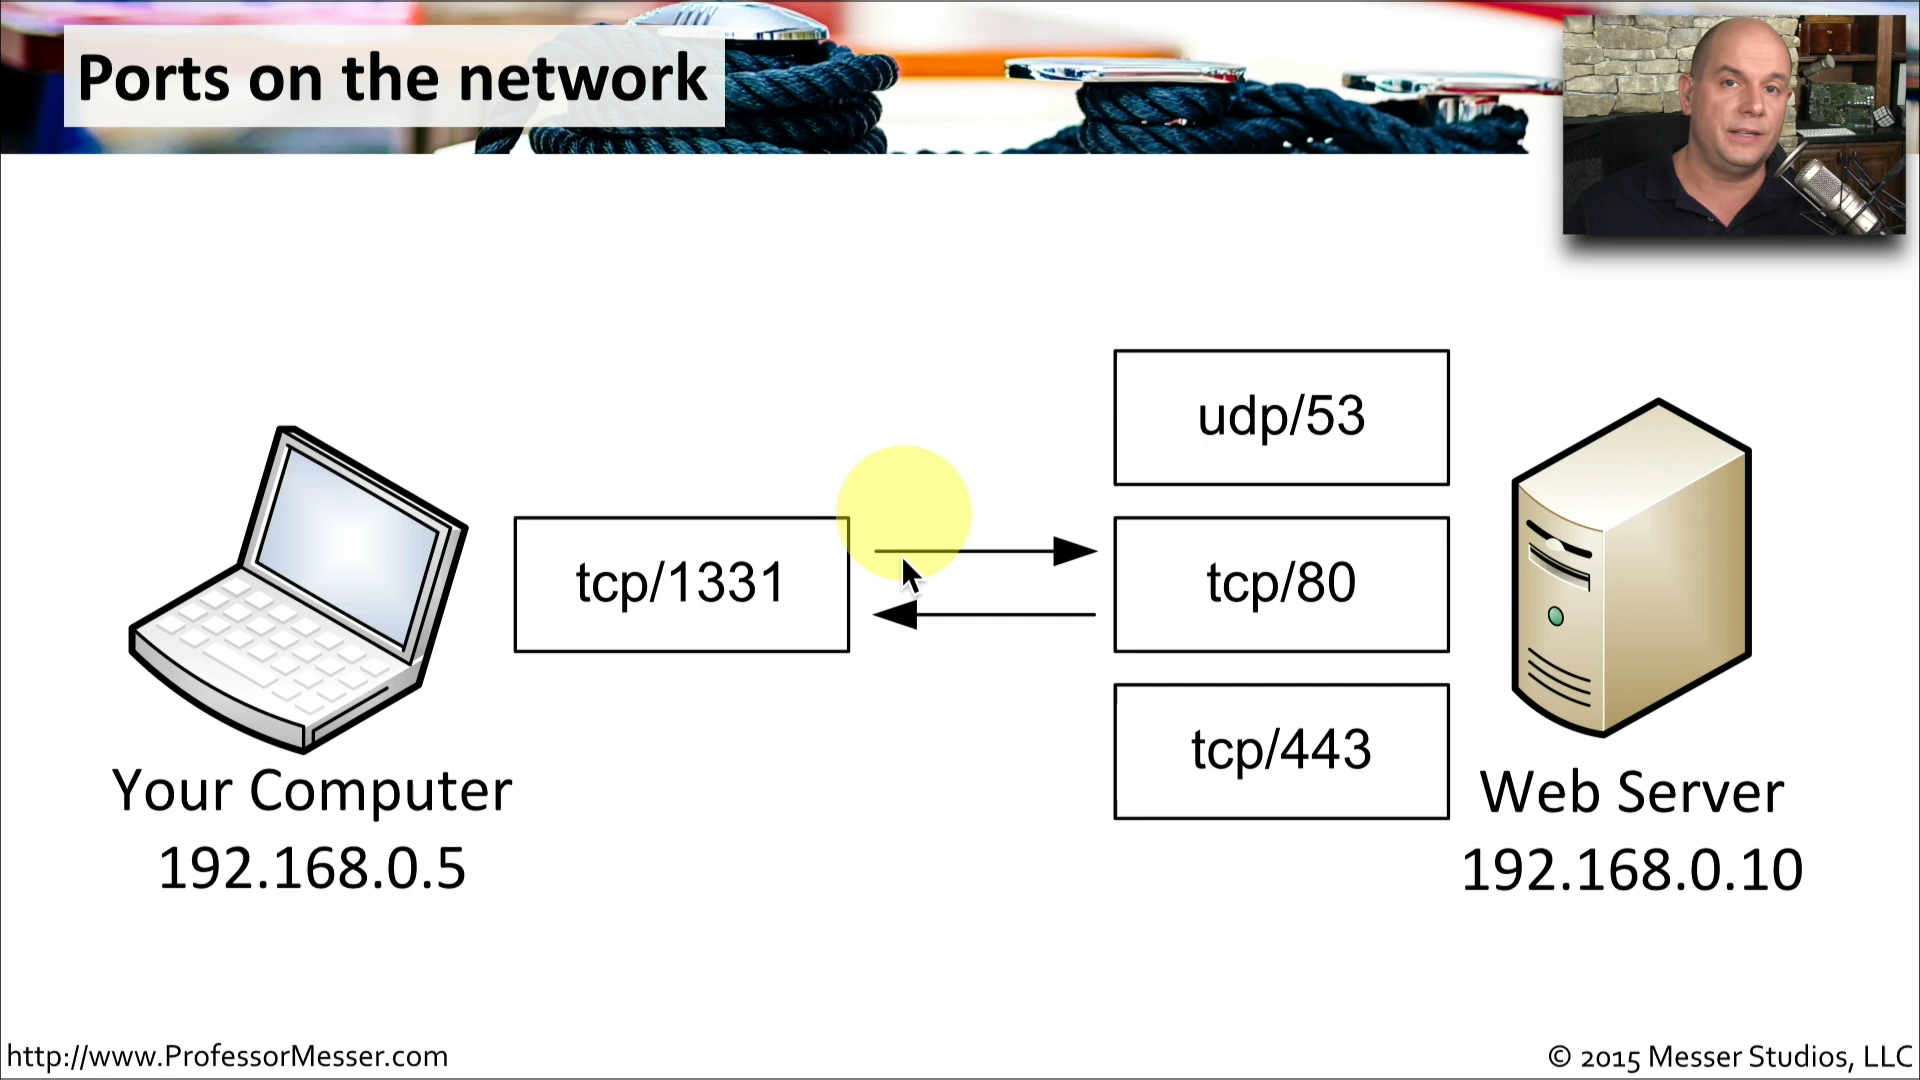 Ports on the network
udp/53
tcp/1331
tcp/80
tcp/443
Your Computer
192.168.0.5
Web Server
192.168.0.10
http://www.ProfessorMesser.com
© 2015 Messer Studios, LLC